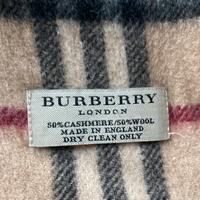 BURBERRY
LONDON
50%CASHMERE/50%WOOL
MADE IN ENGLAND
DRY CLEAN ONLY